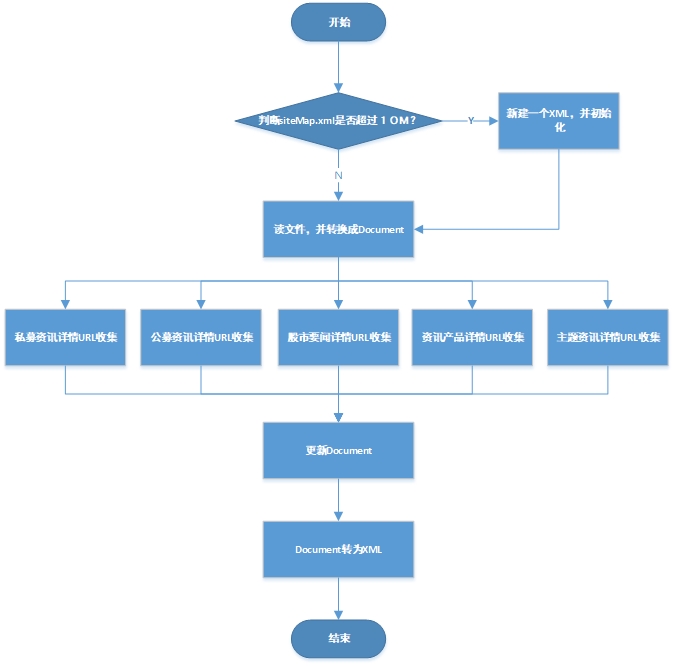 开始
判断siteMap.xml是否超过１０M？
Y
新建一个XML，并初始
化
N
读文件，并转换成Document
私募资讯详情URL收集
公募资讯详情URL收集
股市要闻详情URL收集
资讯产品详情URL收集
主题资讯详情URL收集
更新Document
Document转为XML
结束